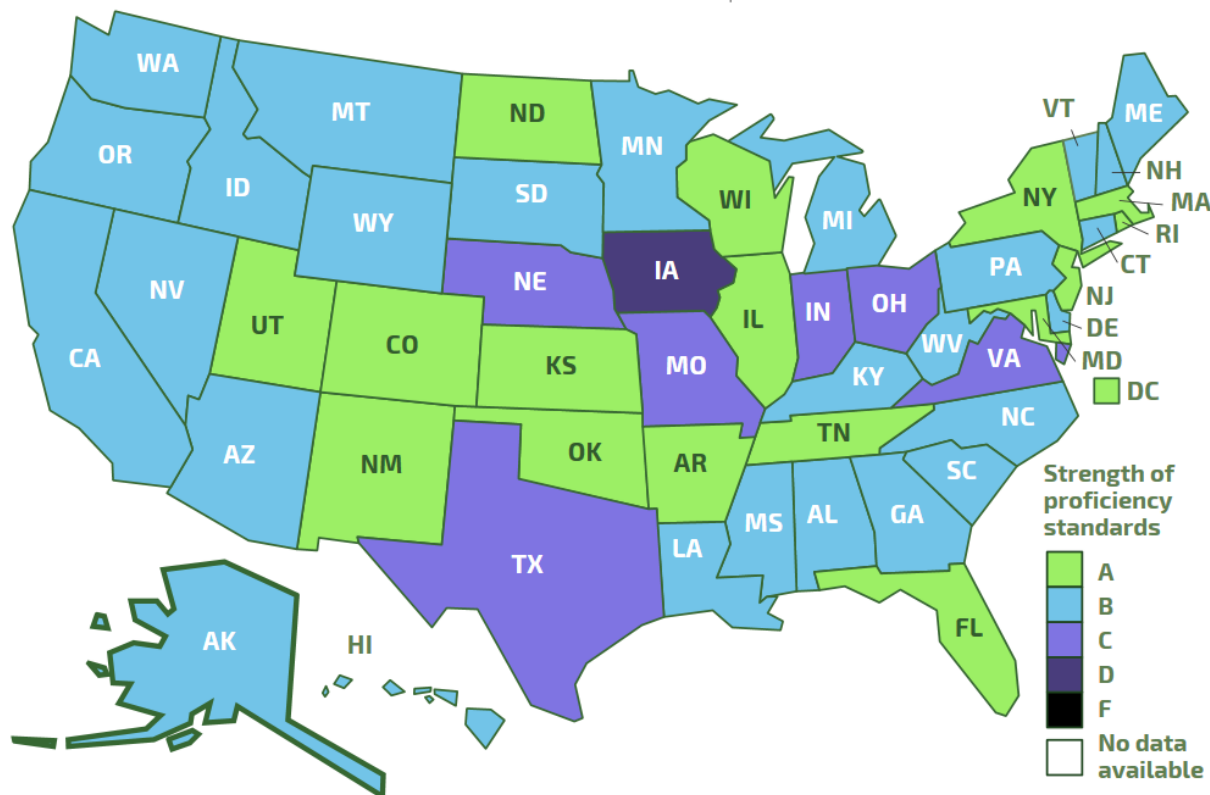 WA
MT
ND
MN
VT
ME
OR
ID
SD
WI
MI
NY
NH
MA
WY
RI
CT
NV
NE
IA
PA
NJ
UT
CO
IL
IN
OH
DE
CA
KS
MO
WV
VA
MD
KY
DC
AZ
NM
OK
AR
TN
NC
SC
TX
LA
MS
AL
GA
Strength of
proficiency
standards
A
B
C
D
F
No data
available
AK
HI
FL